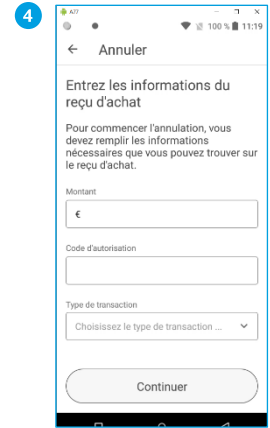 4
A77
100 % 11:19
Annuler
Entrez les informations du
reçu d'achat
Pour commencer l'annulation, vous
devez remplir les informations
nécessaires que vous pouvez trouver sur
le reçu d'achat.
Montant
€
Code d'autorisation
Type de transaction
Choisissez le type de transaction ...
Continuer